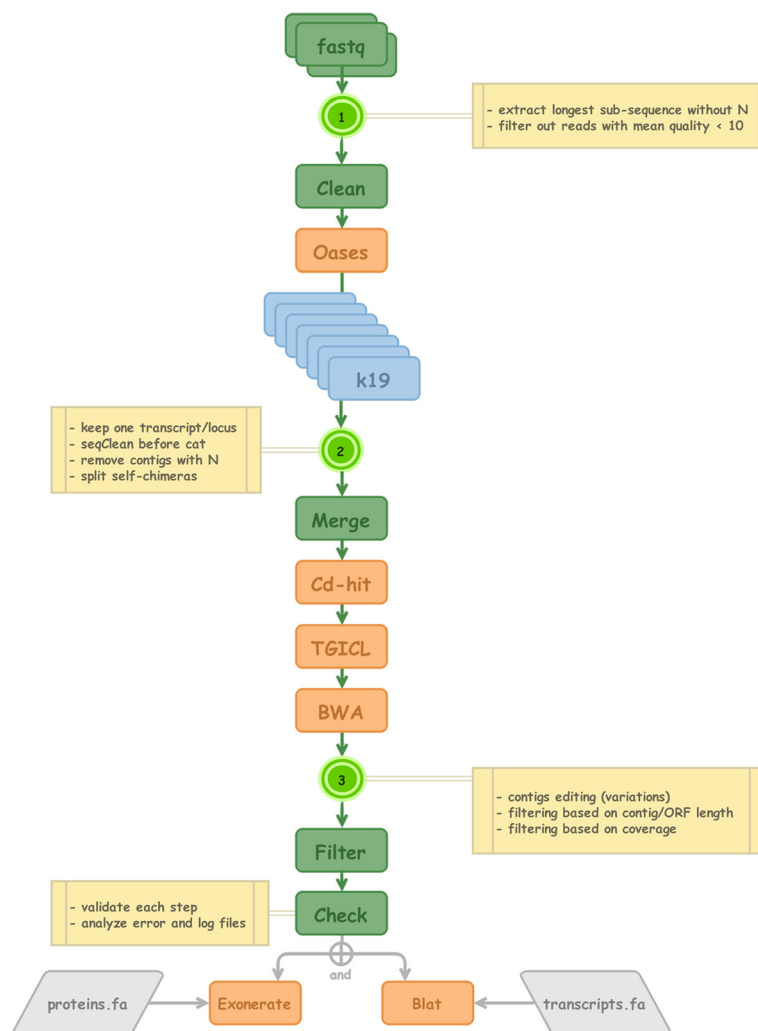 fastq
1
- extract longest sub-sequence without N
- filter out reads with mean quality < 10
Clean
Oases
k19
- keep one transcript/locus
- seqClean before cat
- remove contigs with N
- split self-chimeras
2
Merge
Cd-hit
TGICL
BWA
3
- contigs editing (variations)
- filtering based on contig/ORF length
- filtering based on coverage
Filter
- validate each step
- analyze error and log files
Check
and
proteins.fa
Exonerate
Blat
transcripts.fa